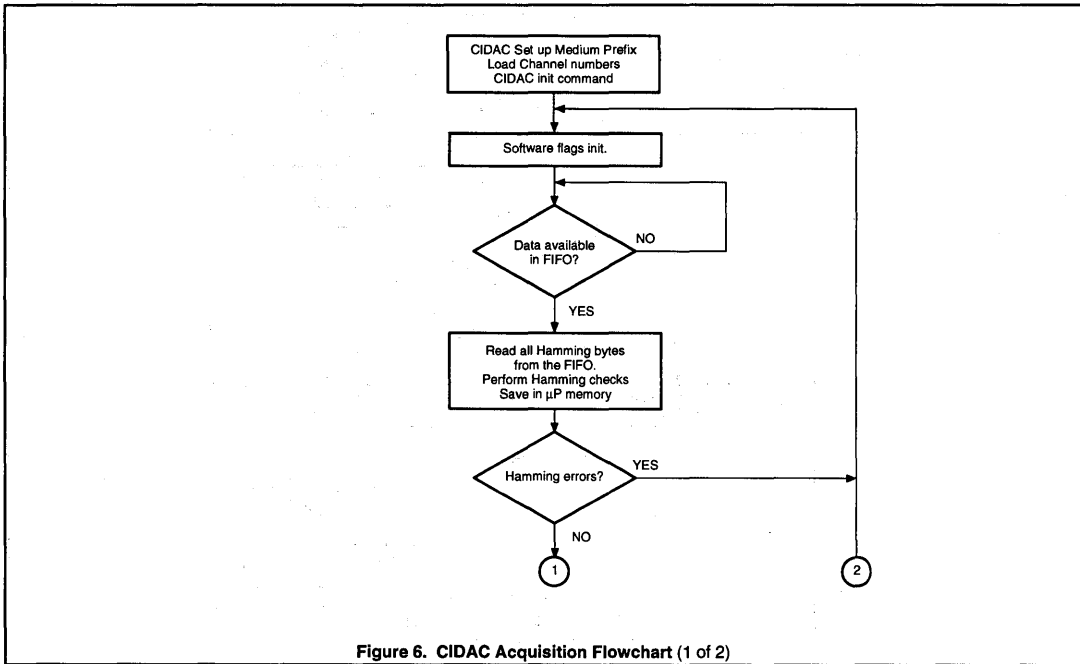 CIDAC Set up Medium Prefix
Load Channel numbers
CIDAC init command
Software flags init.
Data available
in FIFO?
NO
YES
Read all Hamming bytes
from the FIFO.
Perform Hamming checks
Save in µP memory
Hamming errors?
YES
NO
1
2
Figure 6. CIDAC Acquisition Flowchart (1 of 2)